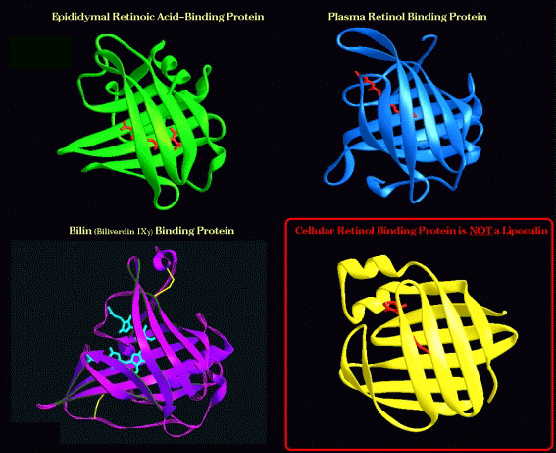 Epididymal Retinoic Acid-Binding Protein
Plasma Retinol Binding Protein
Bilin (Biliverdin IXγ) Binding Protein
Cellular Retinol Binding Protein is NOT a Lipocalin